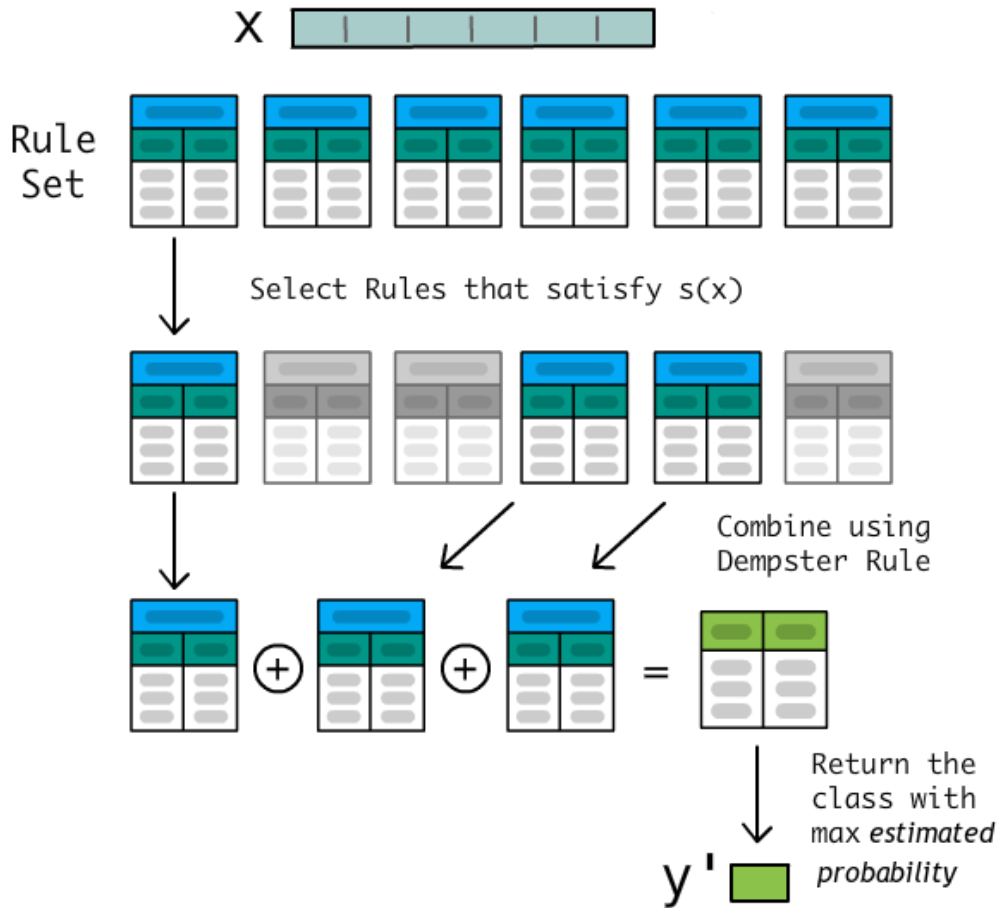 x
Rule
Set
Select Rules that satisfy s(x)
Combine using
Dempster Rule
+ + =
Return the
class with
max estimated
probability
y'